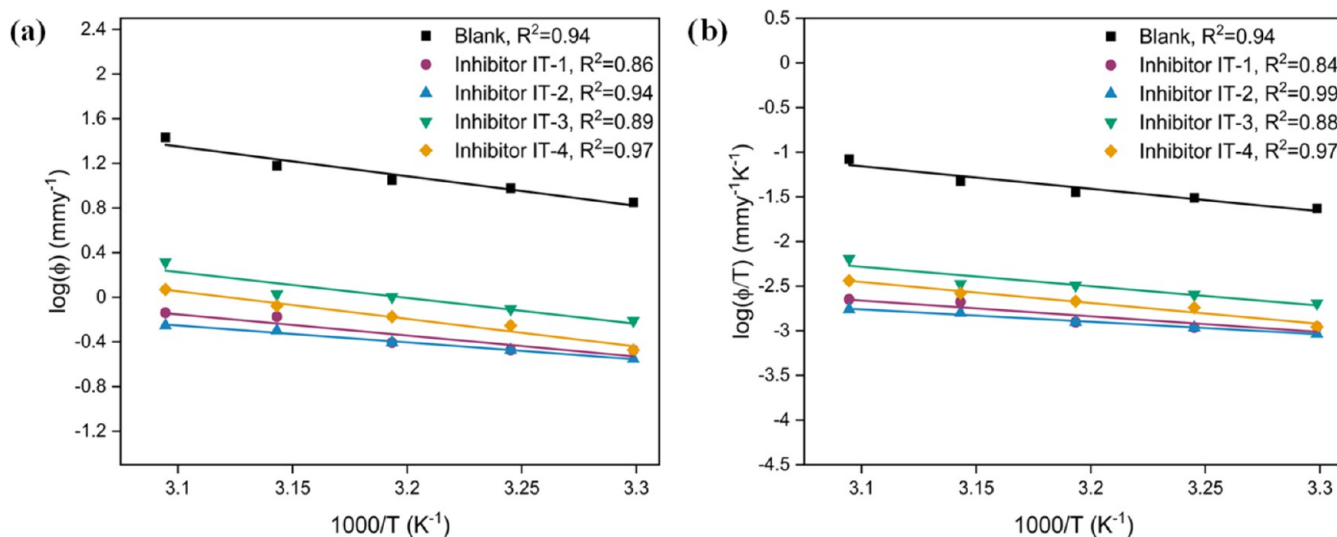 (a)
log(ϕ) (mmy⁻¹)
2.4
2.0
1.6
1.2
0.8
0.4
0
-0.4
-0.8
-1.2
Blank, R²=0.94
Inhibitor IT-1, R²=0.86
Inhibitor IT-2, R²=0.94
Inhibitor IT-3, R²=0.89
Inhibitor IT-4, R²=0.97
3.1 3.15 3.2 3.25 3.3
1000/T (K⁻¹)
(b)
log(ϕ/T) (mmy⁻¹K⁻¹)
0.5
0
-0.5
-1
-1.5
-2
-2.5
-3
-3.5
-4
-4.5
Blank, R²=0.94
Inhibitor IT-1, R²=0.84
Inhibitor IT-2, R²=0.99
Inhibitor IT-3, R²=0.88
Inhibitor IT-4, R²=0.97
3.1 3.15 3.2 3.25 3.3
1000/T (K⁻¹)